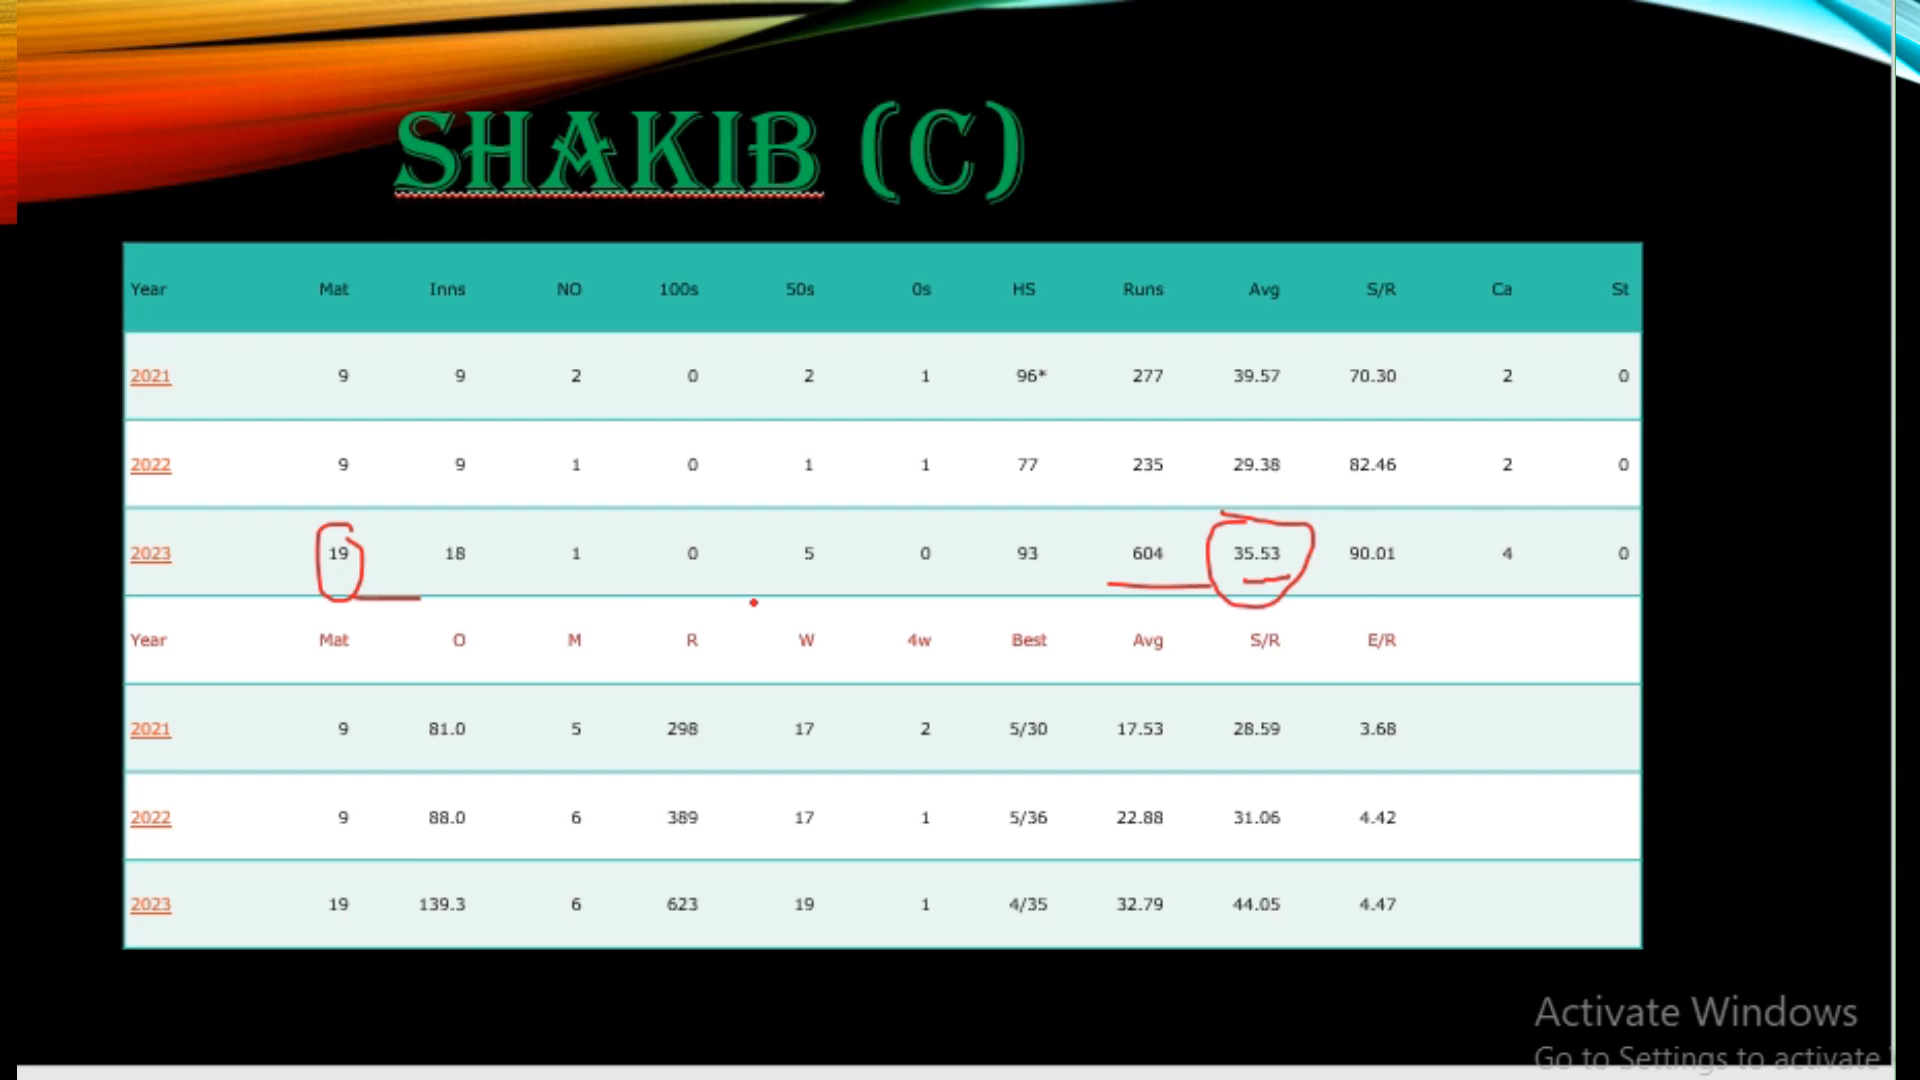 SHAKIB (C)
Year Mat Inns NO 100s 50s 0s HS Runs Avg S/R Ca St
2021 9 9 2 0 2 1 96* 277 39.57 70.30 2 0
2022 9 9 1 0 1 1 77 235 29.38 82.46 2 0
2023 19 18 1 0 5 0 93 604 35.53 90.01 4 0
Year Mat O M R W 4w Best Avg S/R E/R
2021 9 81.0 5 298 17 2 5/30 17.53 28.59 3.68
2022 9 88.0 6 389 17 1 5/36 22.88 31.06 4.42
2023 19 139.3 6 623 19 1 4/35 32.79 44.05 4.47
Activate Windows
Go to Settings to activate